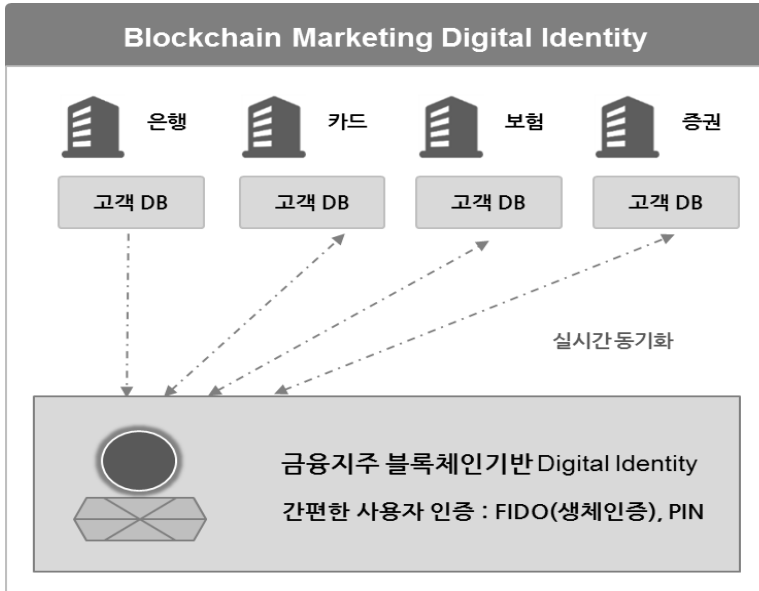 Blockchain Marketing Digital Identity
은행 카드 보험 증권
고객 DB 고객 DB 고객 DB 고객 DB
실시간 동기화
금융지주 블록체인기반 Digital Identity
간편한 사용자 인증 : FIDO(생체인증), PIN